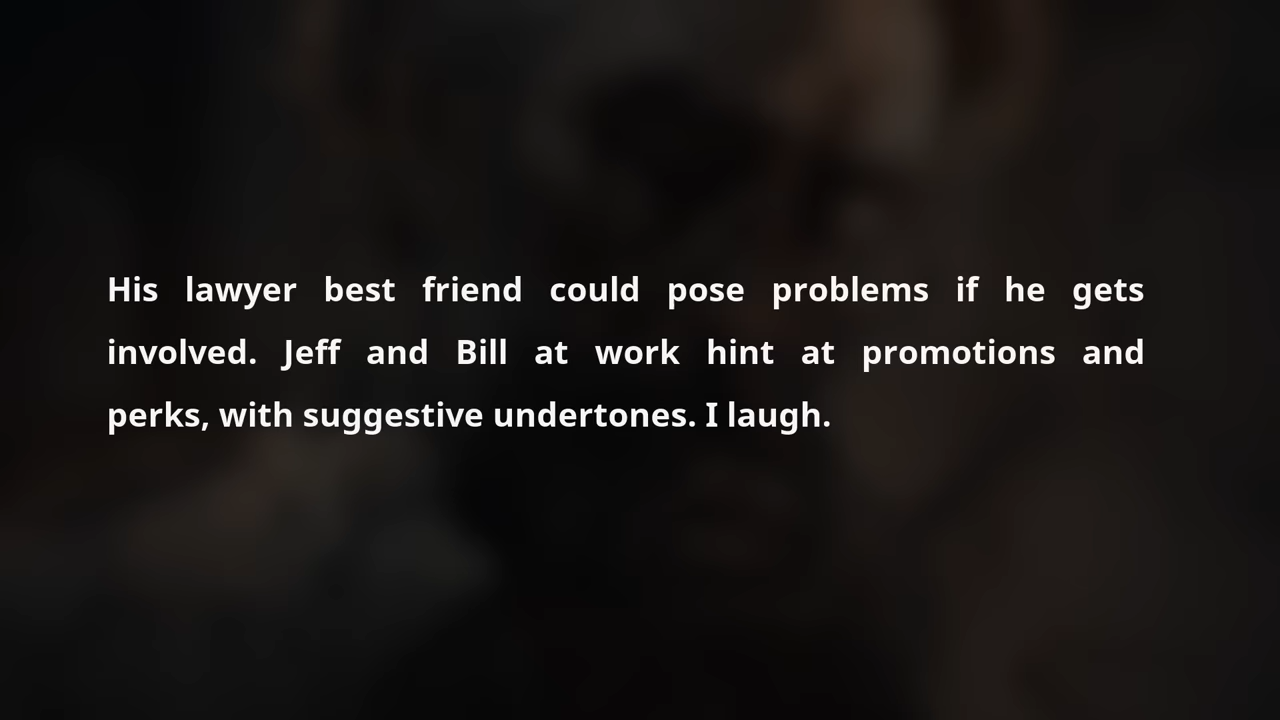 His lawyer best friend could pose problems if he gets
involved. Jeff and Bill at work hint at promotions and
perks, with suggestive undertones. I laugh.